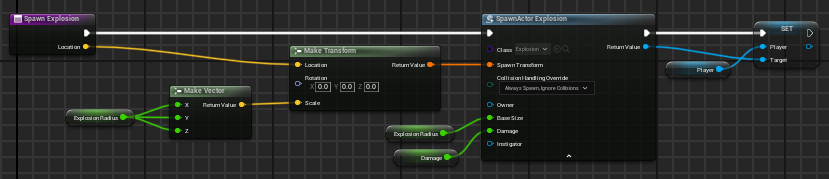 Spawn Explosion
Location
Make Vector
X
Y
Z
Return Value
Explosion Radius
Make Transform
Location
Return Value
Rotation
X 0.0 Y 0.0 Z 0.0
Scale
SpawnActor Explosion
Class Explosion
Return Value
Spawn Transform
Collision Handling Override
Always Spawn, Ignore Collisions
Owner
Base Size
Damage
Instigator
Explosion Radius
Damage
Player
SET
Player
Target